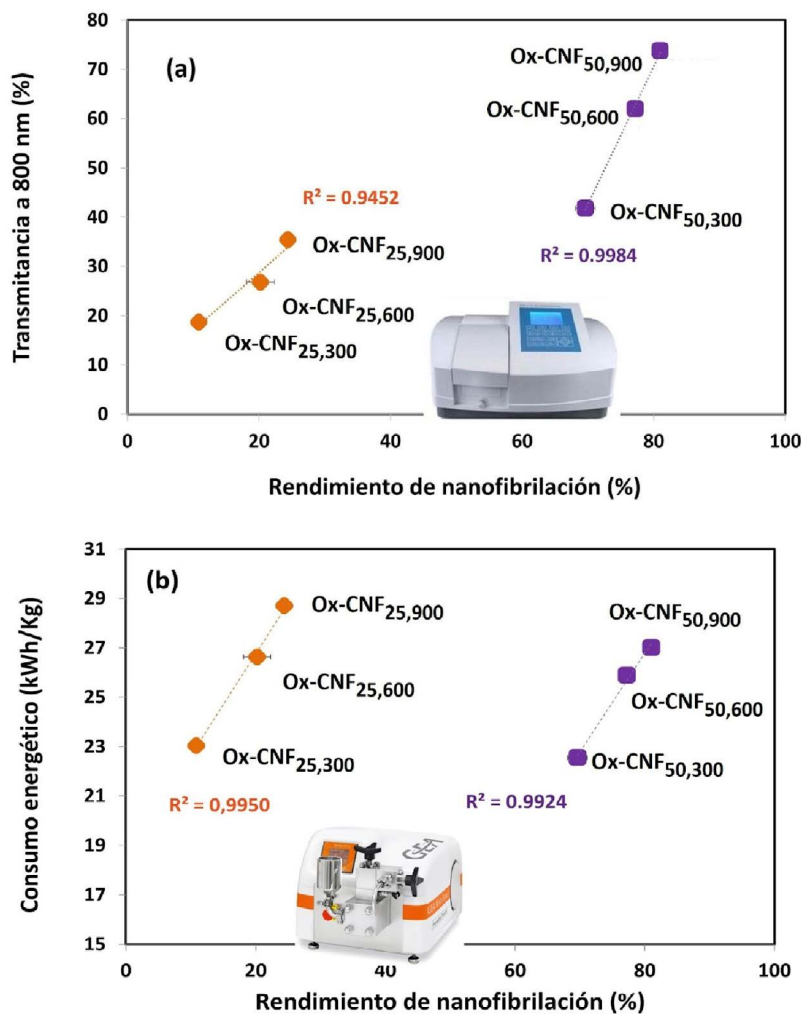 80
70
60
50
40
30
20
10
0
Transmitancia a 800 nm (%)
(a)
Ox-CNF50,900
Ox-CNF50,600
Ox-CNF50,300
R² = 0.9984
R² = 0.9452
Ox-CNF25,900
Ox-CNF25,600
Ox-CNF25,300
0 20 40 60 80 100
Rendimiento de nanofibrilación (%)
31
29
27
25
23
21
19
17
15
Consumo energético (kWh/Kg)
(b)
Ox-CNF25,900
Ox-CNF25,600
Ox-CNF25,300
R² = 0,9950
Ox-CNF50,900
Ox-CNF50,600
Ox-CNF50,300
R² = 0.9924
GEA
0 20 40 60 80 100
Rendimiento de nanofibrilación (%)